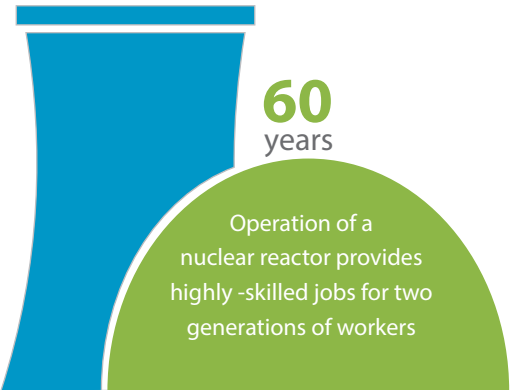 60
years
Operation of a
nuclear reactor provides
highly -skilled jobs for two
generations of workers